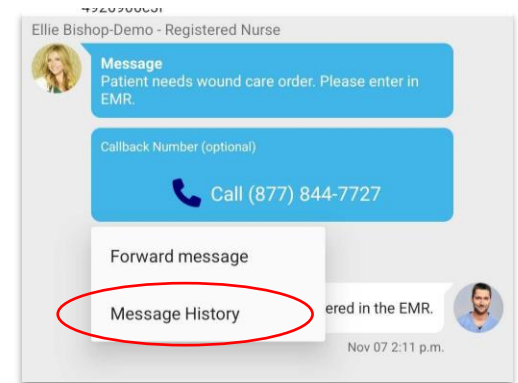 Ellie Bishop-Demo - Registered Nurse
Message
Patient needs wound care order. Please enter in
EMR.
Callback Number (optional)
Call (877) 844-7727
Forward message
Message History
ered in the EMR.
Nov 07 2:11 p.m.